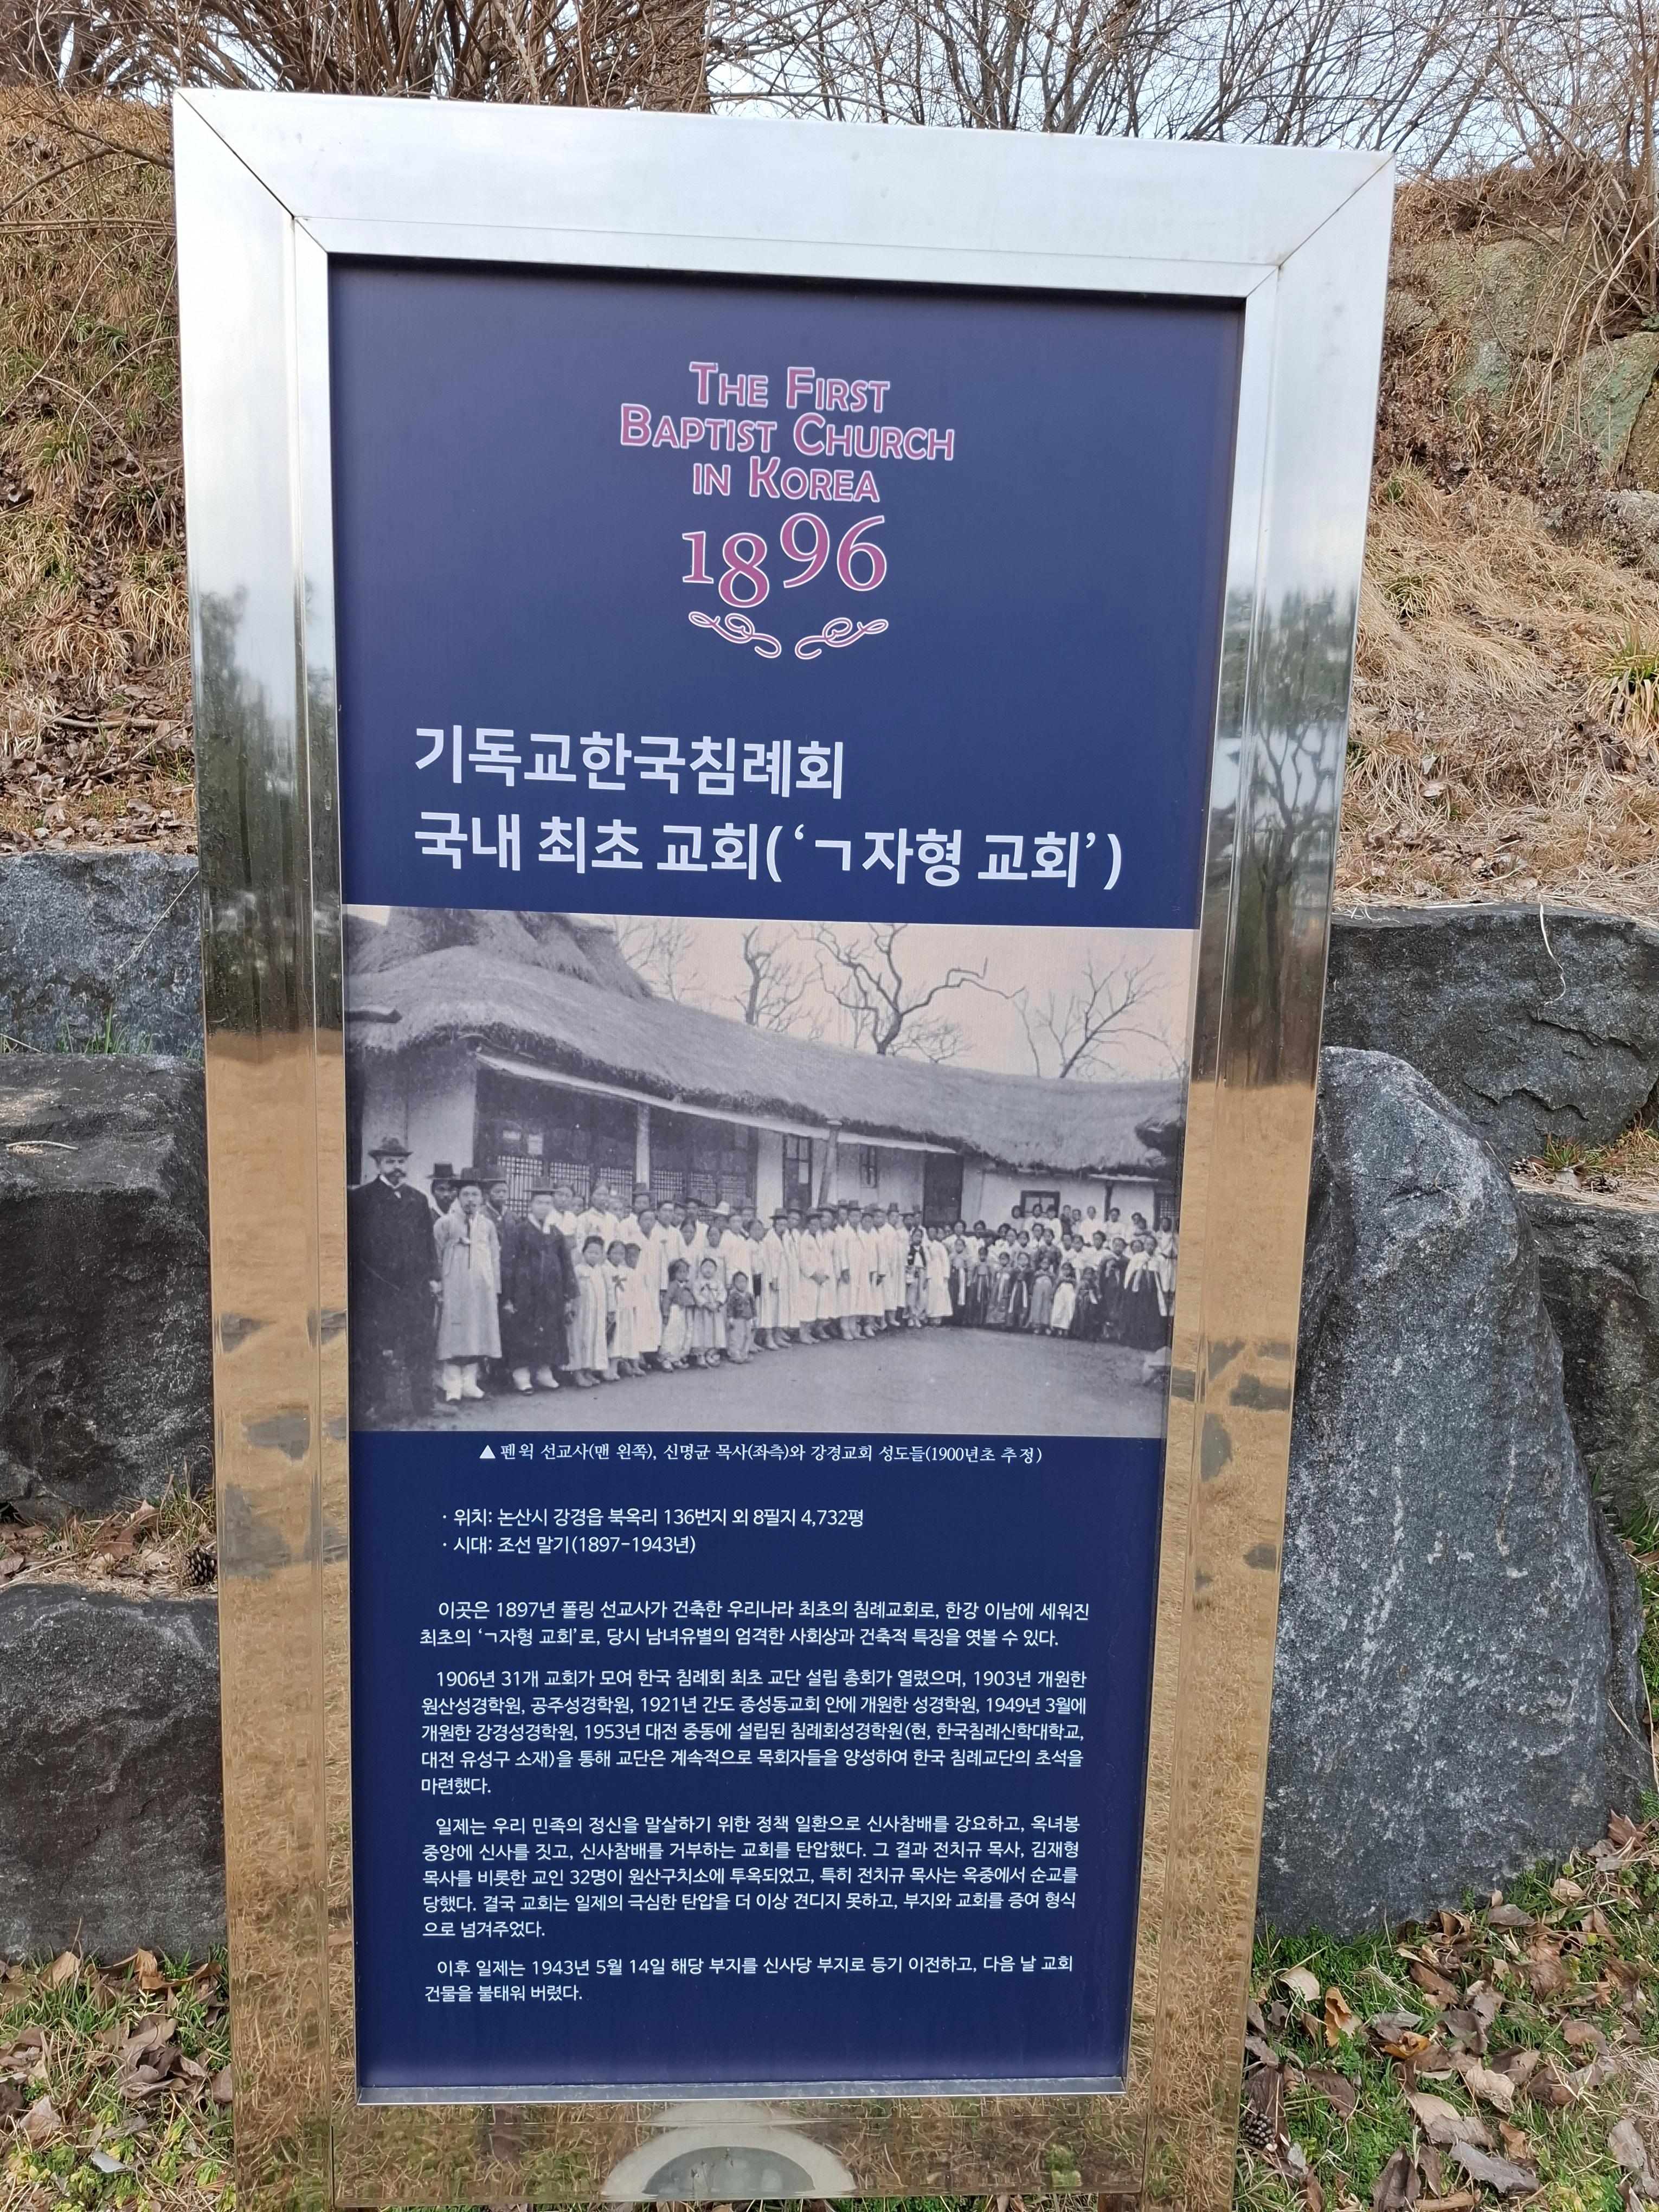 THE FIRST
BAPTIST CHURCH
IN KOREA
1896
기독교한국침례회
국내 최초 교회(‘ㄱ자형 교회’)
▲ 펜윅 선교사(맨 왼쪽), 신명균 목사(좌측)와 강경교회 성도들(1900년초 추정)
· 위치: 논산시 강경읍 북옥리 136번지 외 8필지 4,732평
· 시대: 조선 말기(1897-1943년)
이곳은 1897년 폴링 선교사가 건축한 우리나라 최초의 침례교회로, 한강 이남에 세워진
최초의 ‘ㄱ자형 교회’로, 당시 남녀유별의 엄격한 사회상과 건축적 특징을 엿볼 수 있다.
1906년 31개 교회가 모여 한국 침례회 최초 교단 설립 총회가 열렸으며, 1903년 개원한
원산성경학원, 공주성경학원, 1921년 간도 종성동교회 안에 개원한 성경학원, 1949년 3월에
개원한 강경성경학원, 1953년 대전 중동에 설립된 침례회성경학원(현, 한국침례신학대학교,
대전 유성구 소재)을 통해 교단은 계속적으로 목회자들을 양성하여 한국 침례교단의 초석을
마련했다.
일제는 우리 민족의 정신을 말살하기 위한 정책 일환으로 신사참배를 강요하고, 옥녀봉
중앙에 신사를 짓고, 신사참배를 거부하는 교회를 탄압했다. 그 결과 전치규 목사, 김재형
목사를 비롯한 교인 32명이 원산구치소에 투옥되었고, 특히 전치규 목사는 옥중에서 순교를
당했다. 결국 교회는 일제의 극심한 탄압을 더 이상 견디지 못하고, 부지와 교회를 증여 형식
으로 넘겨주었다.
이후 일제는 1943년 5월 14일 해당 부지를 신사당 부지로 등기 이전하고, 다음 날 교회
건물을 불태워 버렸다.